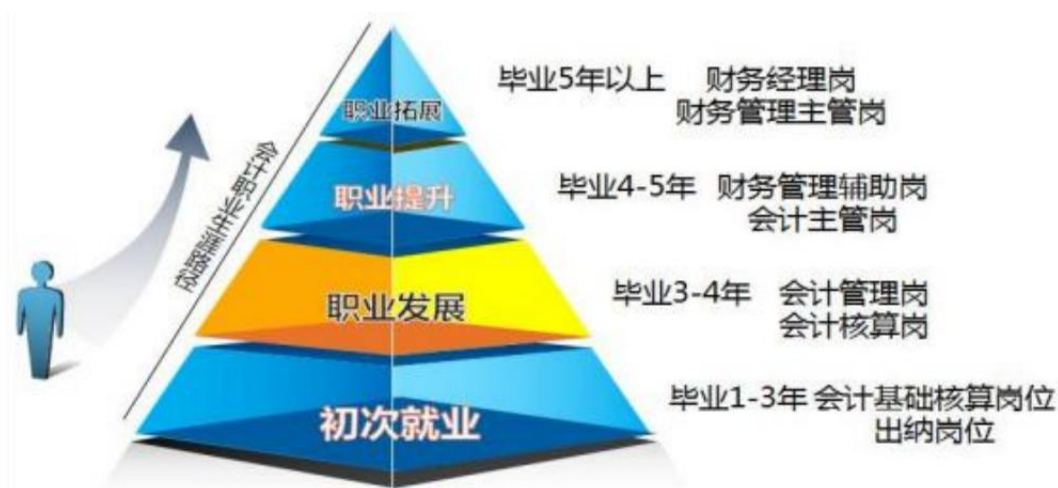 毕业5年以上 财务经理岗
财务管理主管岗
职业拓展
毕业4-5年 财务管理辅助岗
会计主管岗
职业提升
毕业3-4年 会计管理岗
会计核算岗
职业发展
毕业1-3年 会计基础核算岗位
出纳岗位
初次就业
会计职业生涯路径